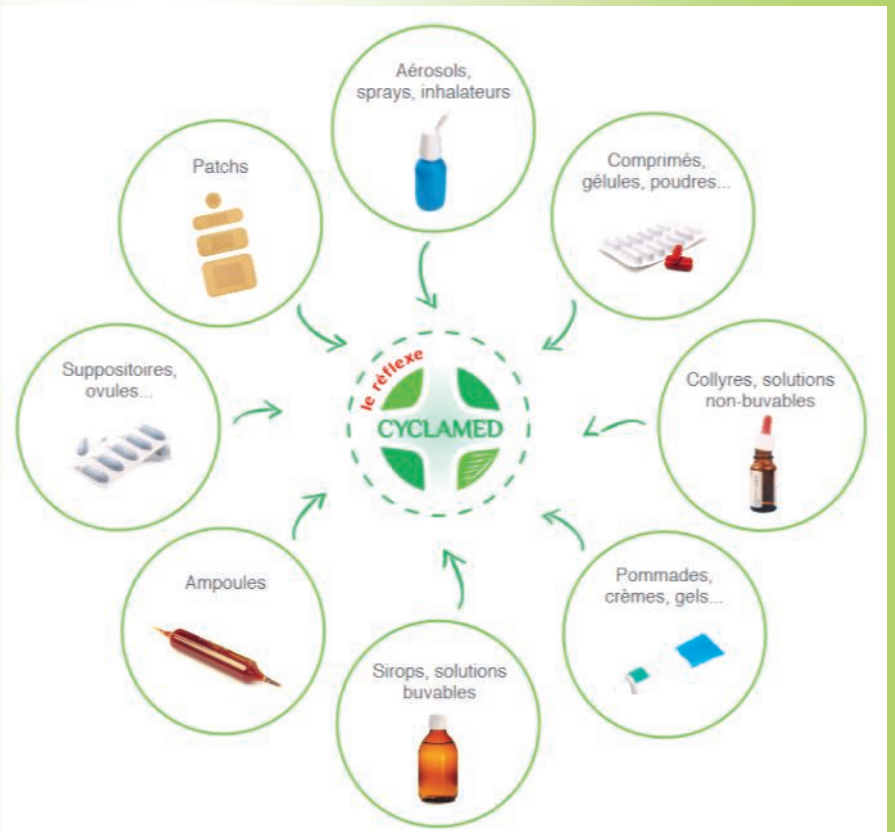 Aérosols,
sprays, inhalateurs
Patchs
Comprimés,
gélules, poudres...
Suppositoires,
ovules...
le réflexe
CYCLAMED
Collyres, solutions
non-buvables
Ampoules
Pommades,
crèmes, gels...
Sirops, solutions
buvables